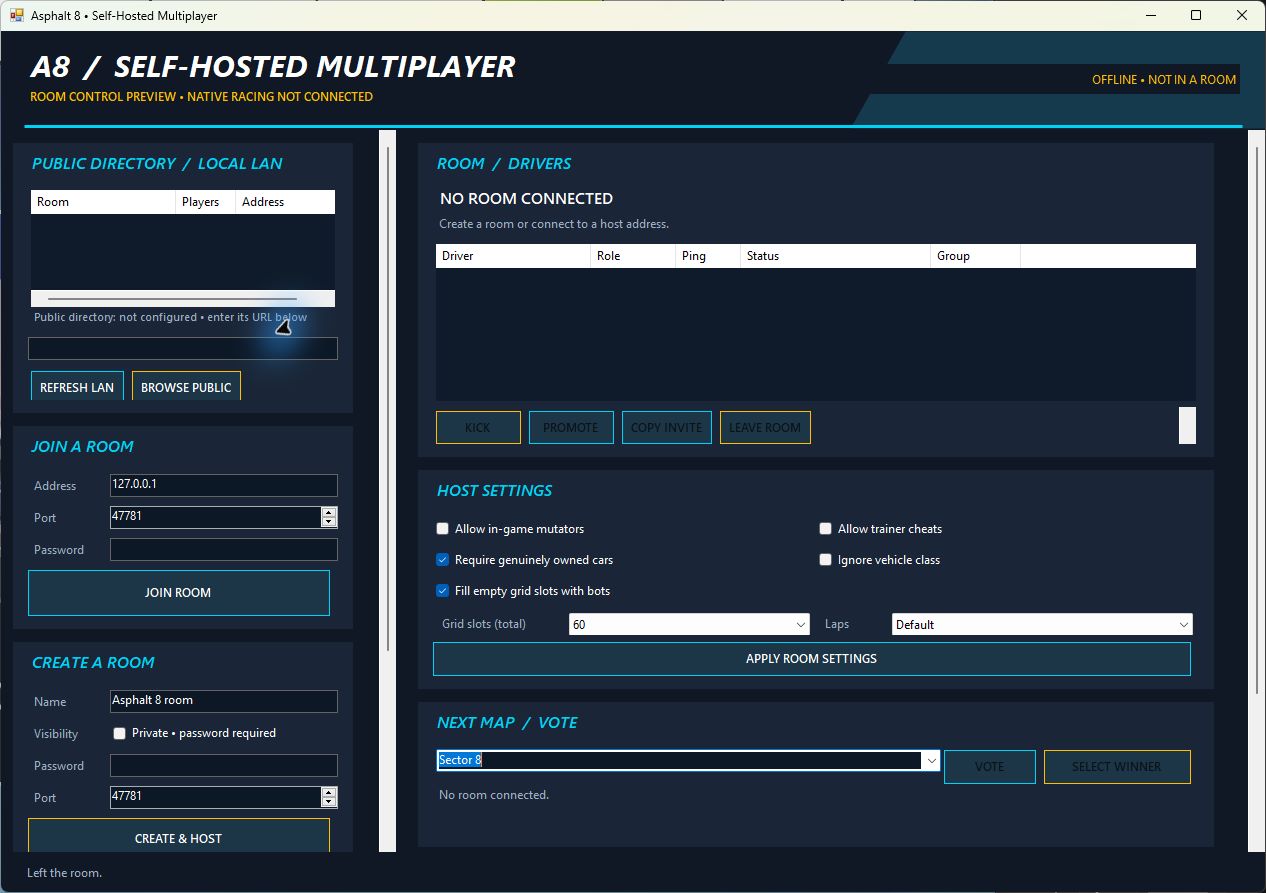 Asphalt 8 • Self-Hosted Multiplayer
A8 / SELF-HOSTED MULTIPLAYER
ROOM CONTROL PREVIEW • NATIVE RACING NOT CONNECTED
OFFLINE • NOT IN A ROOM
PUBLIC DIRECTORY / LOCAL LAN
Room Players Address
Public directory: not configured • enter its URL below
REFRESH LAN BROWSE PUBLIC
JOIN A ROOM
Address 127.0.0.1
Port 47781
Password
JOIN ROOM
CREATE A ROOM
Name Asphalt 8 room
Visibility Private • password required
Password
Port 47781
CREATE & HOST
ROOM / DRIVERS
NO ROOM CONNECTED
Create a room or connect to a host address.
Driver Role Ping Status Group
KICK PROMOTE COPY INVITE LEAVE ROOM
HOST SETTINGS
Allow in-game mutators Allow trainer cheats
Require genuinely owned cars Ignore vehicle class
Fill empty grid slots with bots
Grid slots (total) 60 Laps Default
APPLY ROOM SETTINGS
NEXT MAP / VOTE
Sector 8 VOTE SELECT WINNER
No room connected.
Left the room.